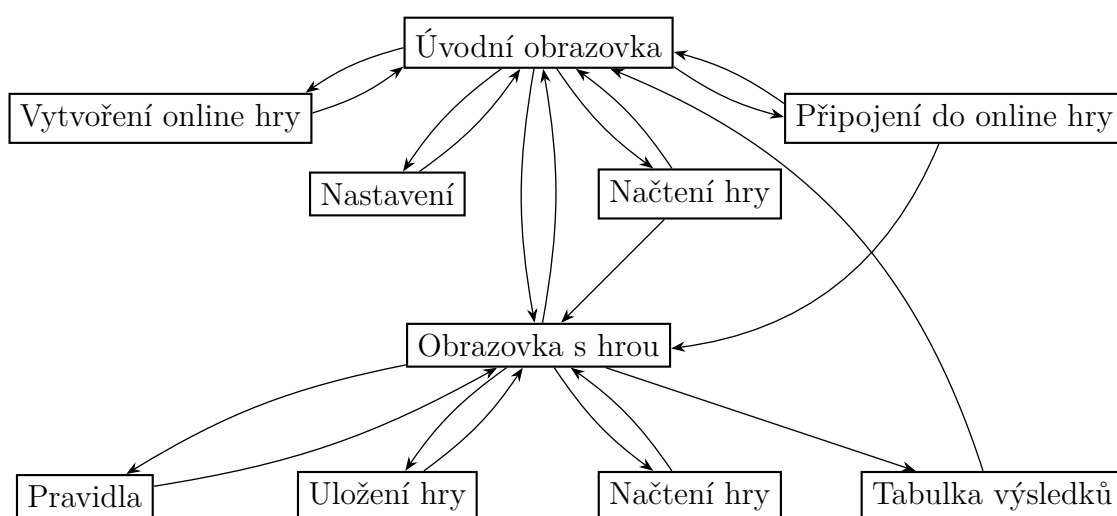 Úvodní obrazovka
Vytvoření online hry
Připojení do online hry
Nastavení
Načtení hry
Obrazovka s hrou
Pravidla
Uložení hry
Načtení hry
Tabulka výsledků